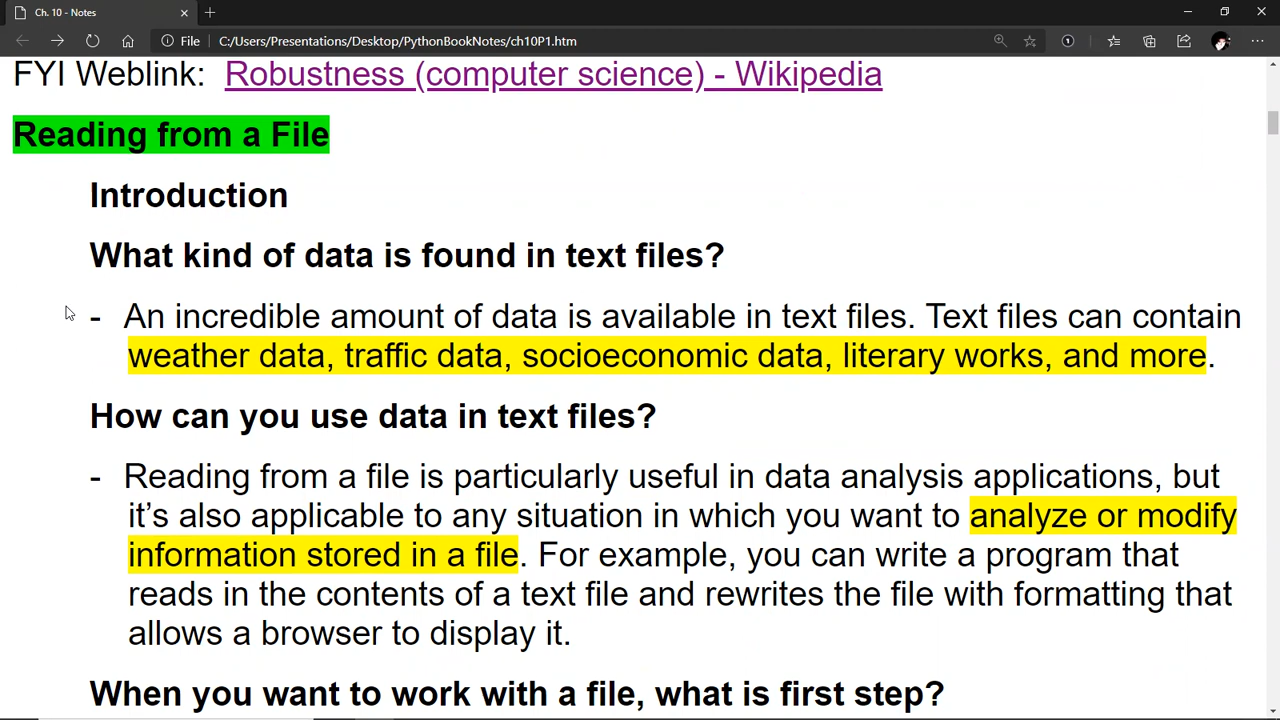 Ch. 10 - Notes
File C:/Users/Presentations/Desktop/PythonBookNotes/ch10P1.htm
FYI Weblink: Robustness (computer science) - Wikipedia
Reading from a File
Introduction
What kind of data is found in text files?
- An incredible amount of data is available in text files. Text files can contain
weather data, traffic data, socioeconomic data, literary works, and more.
How can you use data in text files?
- Reading from a file is particularly useful in data analysis applications, but
it’s also applicable to any situation in which you want to analyze or modify
information stored in a file. For example, you can write a program that
reads in the contents of a text file and rewrites the file with formatting that
allows a browser to display it.
When you want to work with a file, what is first step?